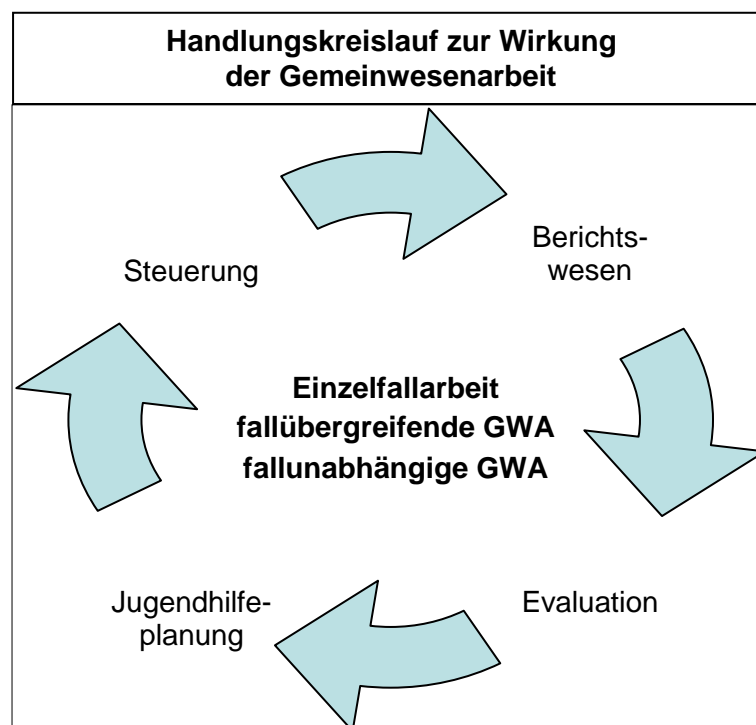 Handlungskreislauf zur Wirkung
der Gemeinwesenarbeit
Steuerung
Berichts-
wesen
Einzelfallarbeit
fallübergreifende GWA
fallunabhängige GWA
Jugendhilfe-
planung
Evaluation